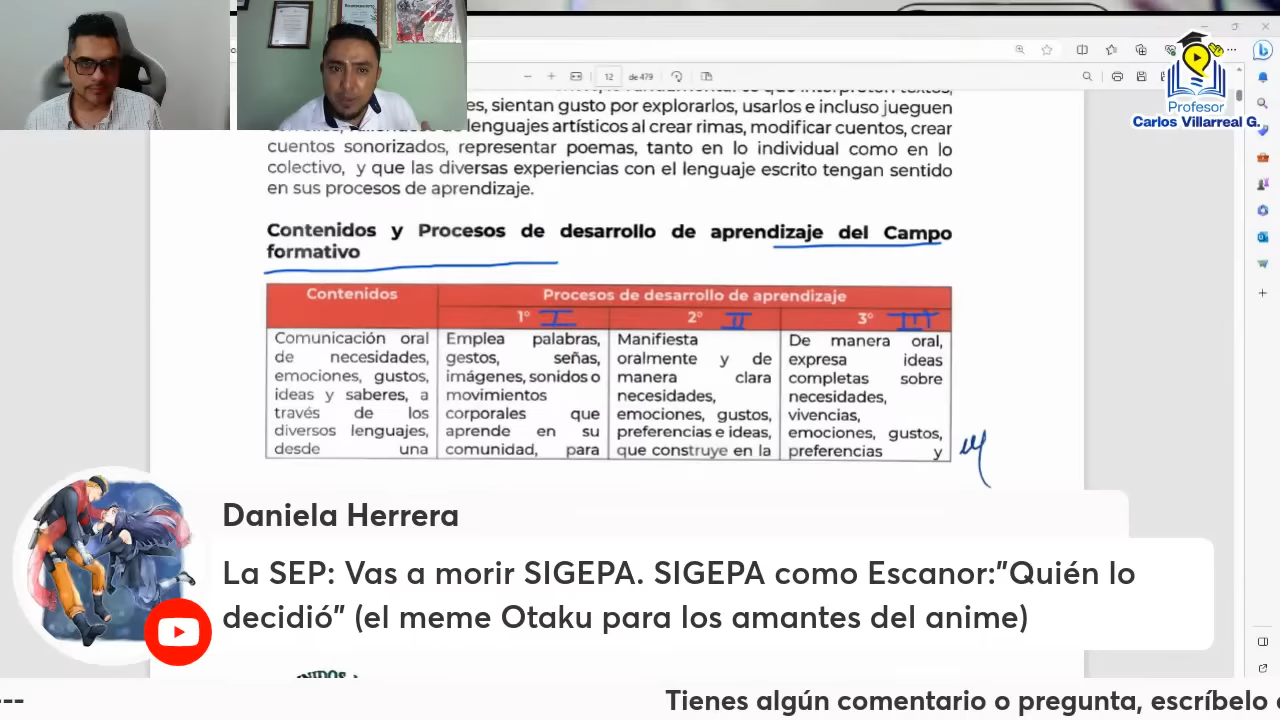 12 de 479
Profesor
Carlos Villarreal G.
sientan gusto por explorarlos, usarlos e incluso jueguen
lenguajes artísticos al crear rimas, modificar cuentos, crear
cuentos sonorizados, representar poemas, tanto en lo individual como en lo
colectivo, y que las diversas experiencias con el lenguaje escrito tengan sentido
en sus procesos de aprendizaje.
Contenidos y Procesos de desarrollo de aprendizaje del Campo
formativo
Contenidos
Procesos de desarrollo de aprendizaje
1° I
2° II
3° III
Comunicación oral
de necesidades,
emociones, gustos,
ideas y saberes, a
través de los
diversos lenguajes,
desde una
Emplea palabras,
gestos, señas,
imágenes, sonidos o
movimientos
corporales que
aprende en su
comunidad, para
Manifiesta
oralmente y de
manera clara
necesidades,
emociones, gustos,
preferencias e ideas,
que construye en la
De manera oral,
expresa ideas
completas sobre
necesidades,
vivencias,
emociones, gustos,
preferencias y
Daniela Herrera
La SEP: Vas a morir SIGEPA. SIGEPA como Escanor:"Quién lo
decidió" (el meme Otaku para los amantes del anime)
Tienes algún comentario o pregunta, escríbelo